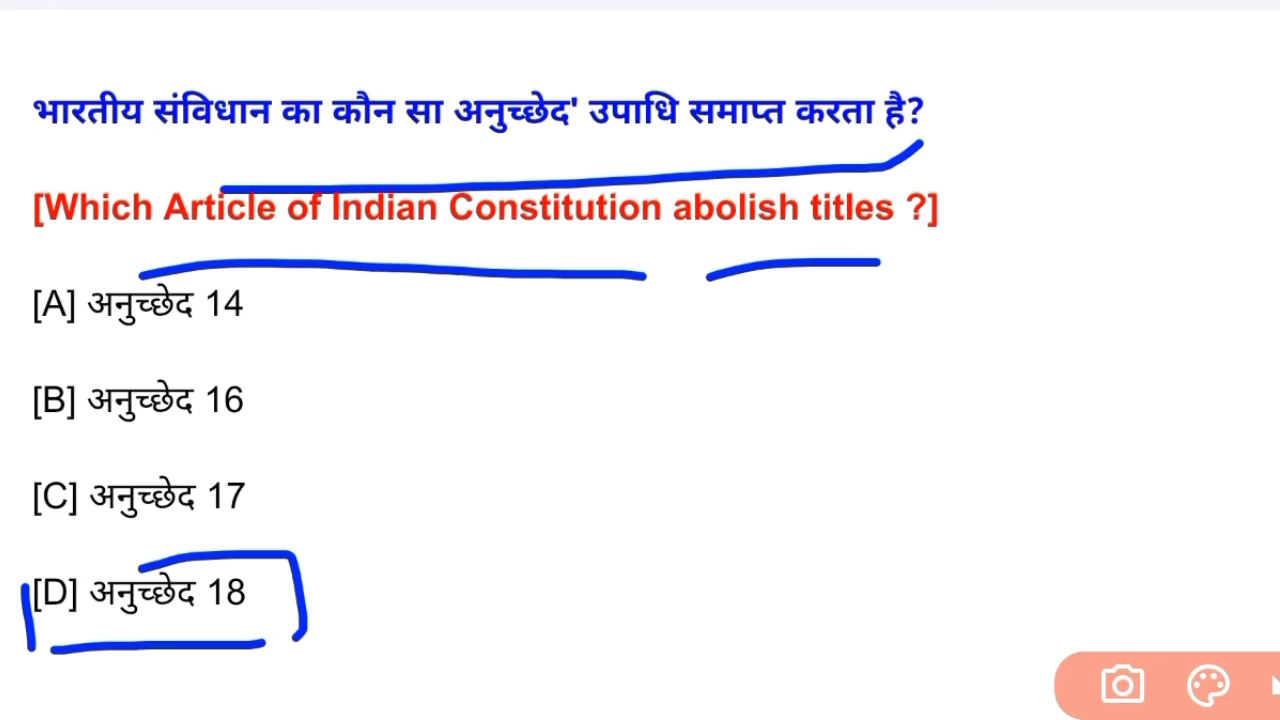 भारतीय संविधान का कौन सा अनुच्छेद' उपाधि समाप्त करता है?
[Which Article of Indian Constitution abolish titles ?]
[A] अनुच्छेद 14
[B] अनुच्छेद 16
[C] अनुच्छेद 17
[D] अनुच्छेद 18